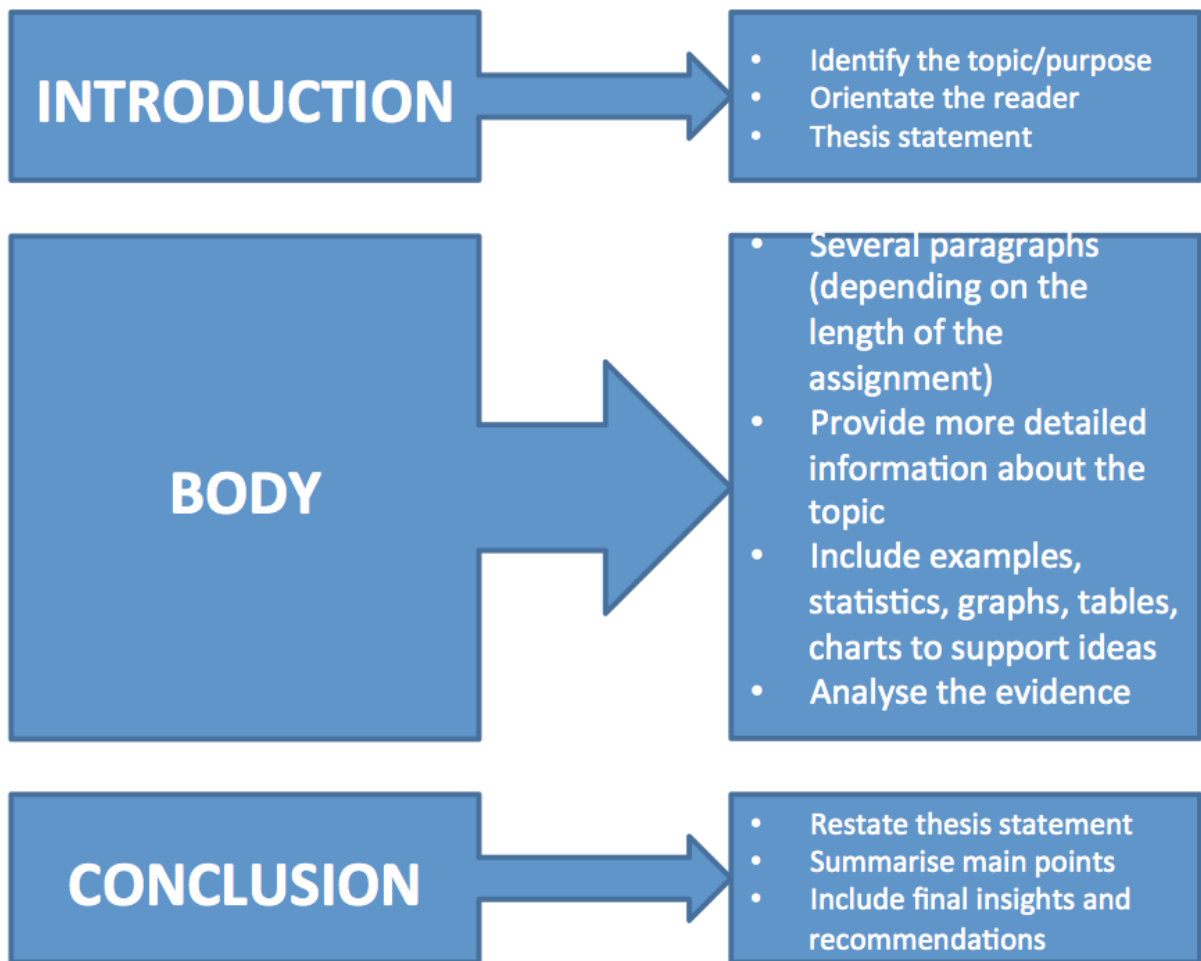 INTRODUCTION
• Identify the topic/purpose
• Orientate the reader
• Thesis statement
BODY
• Several paragraphs
(depending on the
length of the
assignment)
• Provide more detailed
information about the
topic
• Include examples,
statistics, graphs, tables,
charts to support ideas
• Analyse the evidence
CONCLUSION
• Restate thesis statement
• Summarise main points
• Include final insights and
recommendations